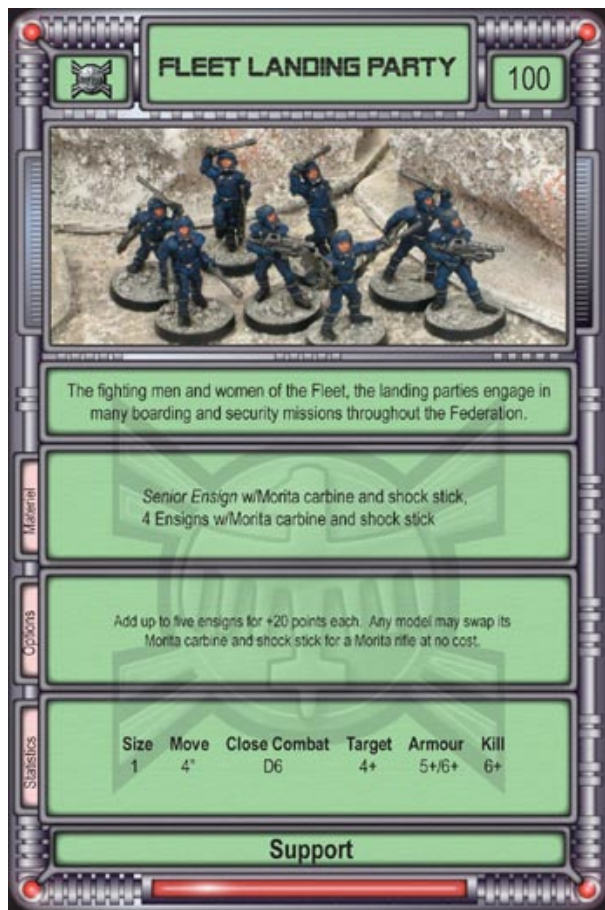 FLEET LANDING PARTY
100
The fighting men and women of the Fleet, the landing parties engage in
many boarding and security missions throughout the Federation.
Materiel
Senior Ensign w/Morita carbine and shock stick,
4 Ensigns w/Morita carbine and shock stick
Options
Add up to five ensigns for +20 points each. Any model may swap its
Morita carbine and shock stick for a Morita rifle at no cost.
Statistics
Size Move Close Combat Target Armour Kill
1 4" D6 4+ 5+/6+ 6+
Support